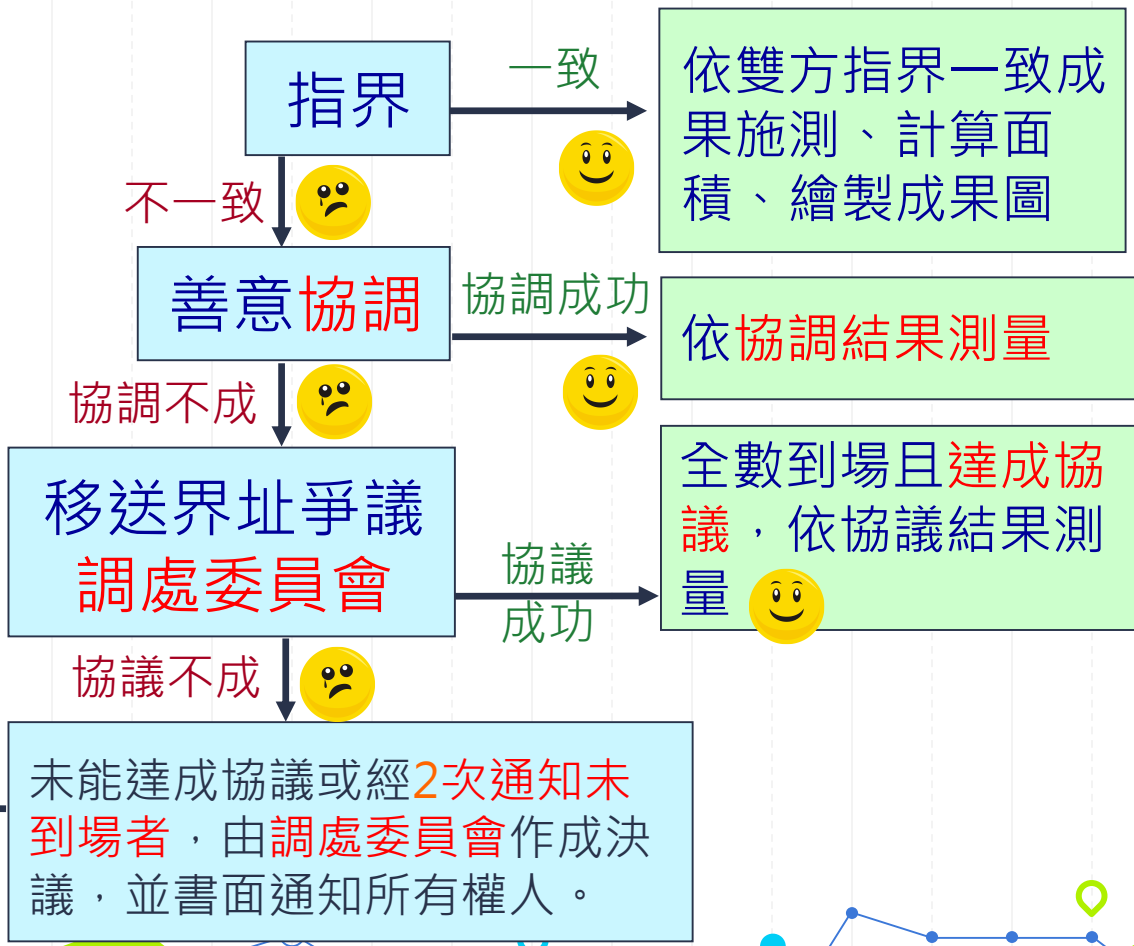 指界
一致
依雙方指界一致成
果施測、計算面
積、繪製成果圖
不一致
善意協調
協調成功
依協調結果測量
協調不成
移送界址爭議
調處委員會
協議
成功
全數到場且達成協
議，依協議結果測
量
協議不成
未能達成協議或經2次通知未
到場者，由調處委員會作成決
議，並書面通知所有權人。